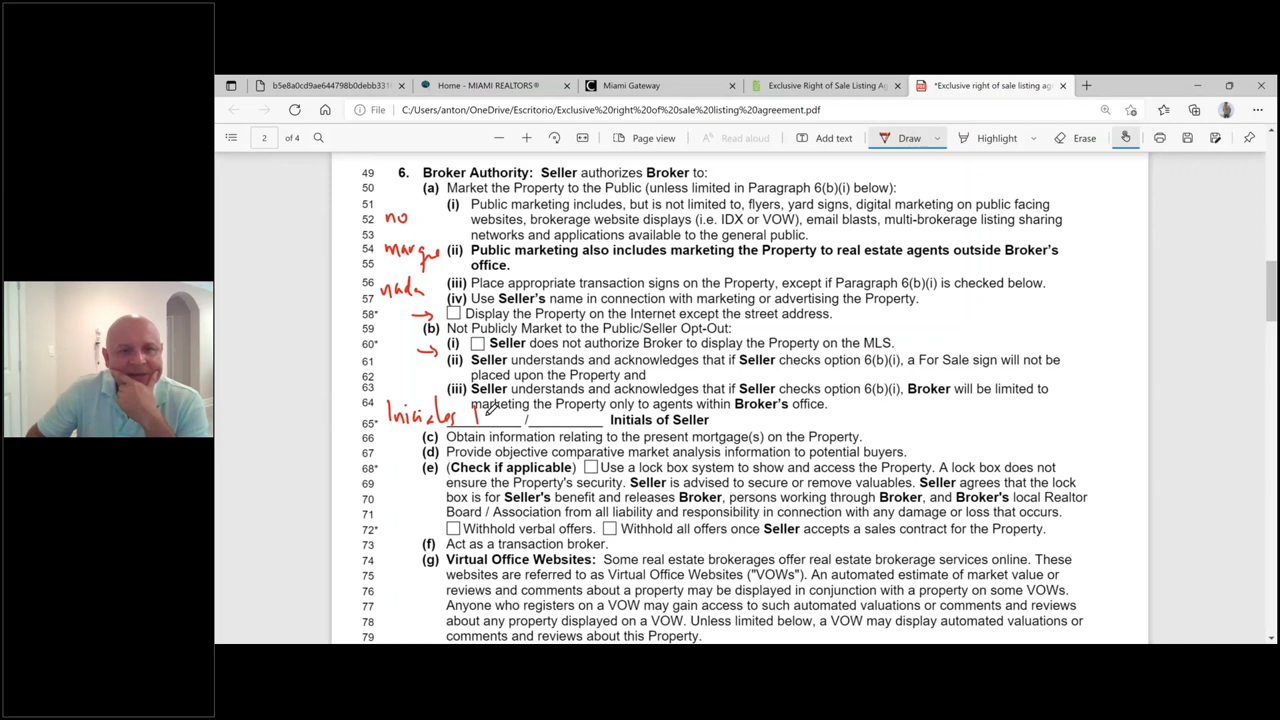 b5e8a0cd9ae644798b0debb331
Home - MIAMI REALTORS®
Miami Gateway
Exclusive Right of Sale Listing Ag
*Exclusive right of sale listing ag
File
C:/Users/anton/OneDrive/Escritorio/Exclusive%20right%20of%20sale%20listing%20agreement.pdf
2 of 4
Page view
Read aloud
Add text
Draw
Highlight
Erase
49 6. Broker Authority: Seller authorizes Broker to:
50 (a) Market the Property to the Public (unless limited in Paragraph 6(b)(i) below):
51 (i) Public marketing includes, but is not limited to, flyers, yard signs, digital marketing on public facing
52 no websites, brokerage website displays (i.e. IDX or VOW), email blasts, multi-brokerage listing sharing
53 networks and applications available to the general public.
54 marque (ii) Public marketing also includes marketing the Property to real estate agents outside Broker's
55 office.
56 nada (iii) Place appropriate transaction signs on the Property, except if Paragraph 6(b)(i) is checked below.
57 (iv) Use Seller's name in connection with marketing or advertising the Property.
58* Display the Property on the Internet except the street address.
59 (b) Not Publicly Market to the Public/Seller Opt-Out:
60* (i) Seller does not authorize Broker to display the Property on the MLS.
61 (ii) Seller understands and acknowledges that if Seller checks option 6(b)(i), a For Sale sign will not be
62 placed upon the Property and
63 (iii) Seller understands and acknowledges that if Seller checks option 6(b)(i), Broker will be limited to
64 marketing the Property only to agents within Broker's office.
Iniciales
65* ____________ /____________ Initials of Seller
66 (c) Obtain information relating to the present mortgage(s) on the Property.
67 (d) Provide objective comparative market analysis information to potential buyers.
68* (e) (Check if applicable) Use a lock box system to show and access the Property. A lock box does not
69 ensure the Property's security. Seller is advised to secure or remove valuables. Seller agrees that the lock
70 box is for Seller's benefit and releases Broker, persons working through Broker, and Broker's local Realtor
71 Board / Association from all liability and responsibility in connection with any damage or loss that occurs.
72* Withhold verbal offers. Withhold all offers once Seller accepts a sales contract for the Property.
73 (f) Act as a transaction broker.
74 (g) Virtual Office Websites: Some real estate brokerages offer real estate brokerage services online. These
75 websites are referred to as Virtual Office Websites ("VOWs"). An automated estimate of market value or
76 reviews and comments about a property may be displayed in conjunction with a property on some VOWs.
77 Anyone who registers on a VOW may gain access to such automated valuations or comments and reviews
78 about any property displayed on a VOW. Unless limited below, a VOW may display automated valuations or
79 comments and reviews about this Property.